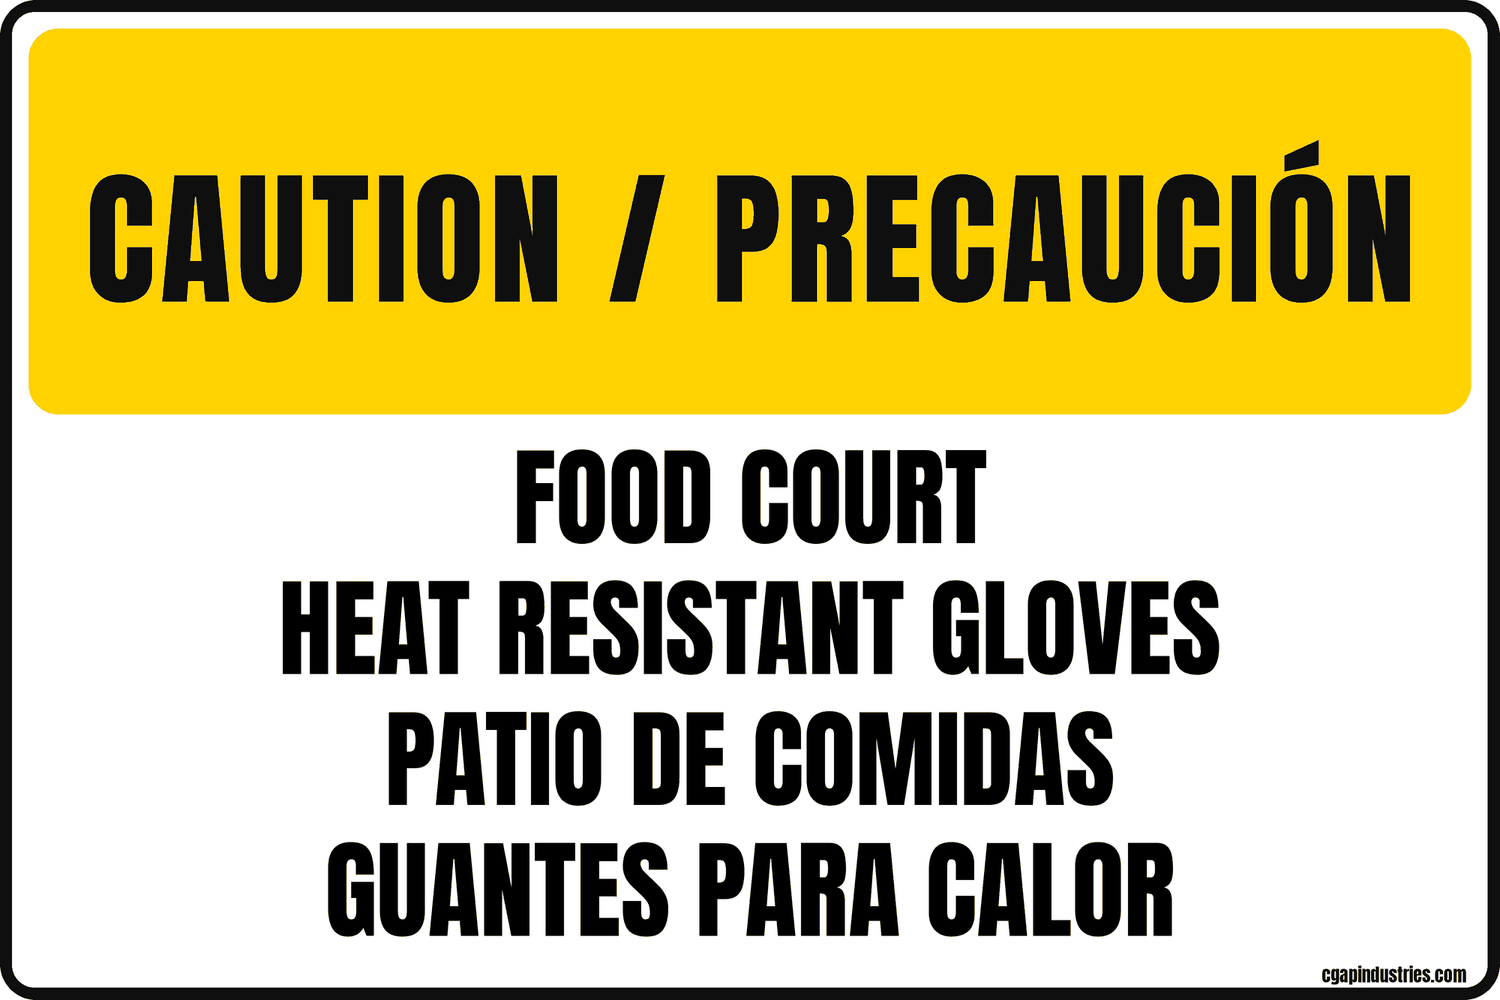 CAUTION / PRECAUCIÓN
FOOD COURT
HEAT RESISTANT GLOVES
PATIO DE COMIDAS
GUANTES PARA CALOR
cgapindustries.com